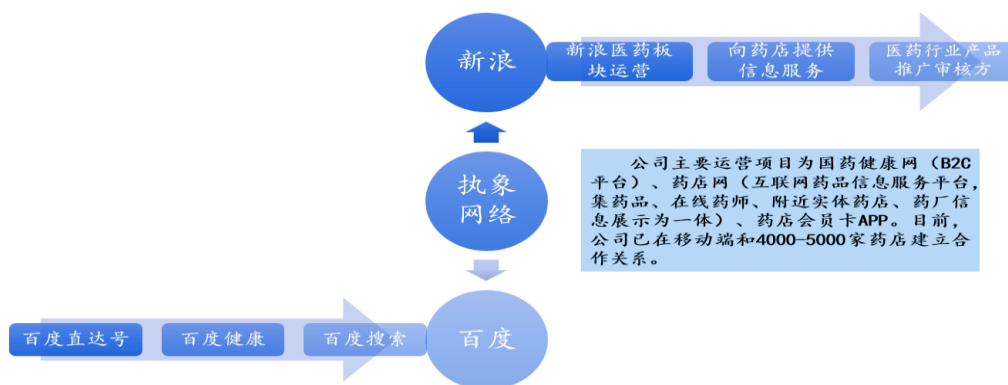 新浪
新浪医药板
块运营
向药店提供
信息服务
医药行业产品
推广审核方
执象
网络
公司主要运营项目为国药健康网（B2C
平台）、药店网（互联网药品信息服务平台，
集药品、在线药师、附近实体药店、药厂信
息展示为一体）、药店会员卡APP。目前，
公司已在移动端和4000-5000家药店建立合
作关系。
百度直达号
百度健康
百度搜索
百度